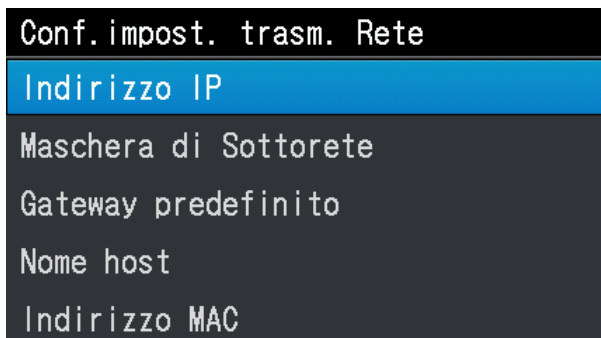 Conf.impost. trasm. Rete
Indirizzo IP
Maschera di Sottorete
Gateway predefinito
Nome host
Indirizzo MAC